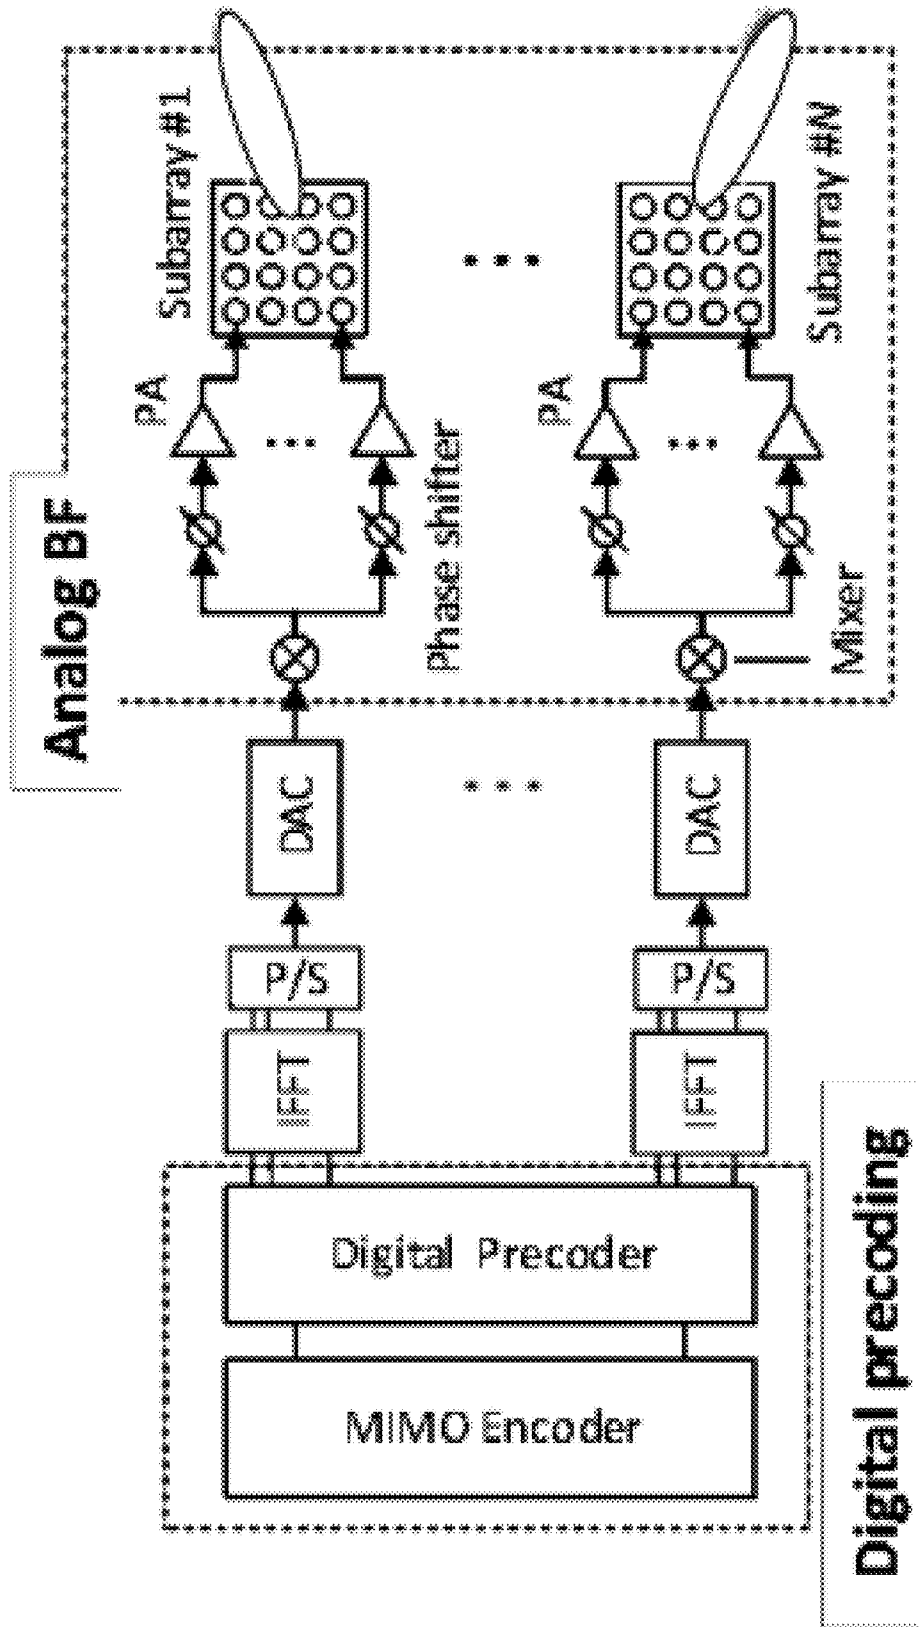 Analog BF
Subarray #1
PA
Phase shifter
DAC
P/S
IFFT
Subarray #N
PA
Mixer
DAC
P/S
IFFT
Digital Precoder
MIMO Encoder
Digital precoding